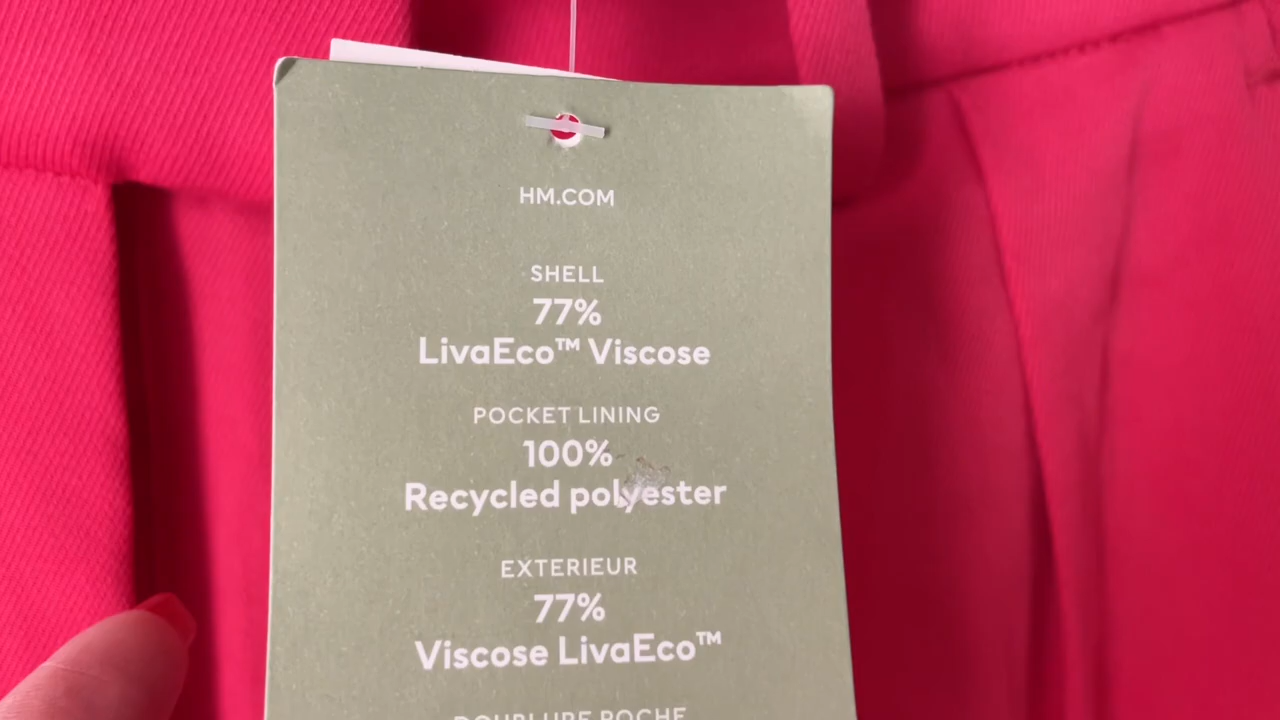 HM.COM
SHELL
77%
LivaEco™ Viscose
POCKET LINING
100%
Recycled polyester
EXTERIEUR
77%
Viscose LivaEco™
DOUBLURE POCHE